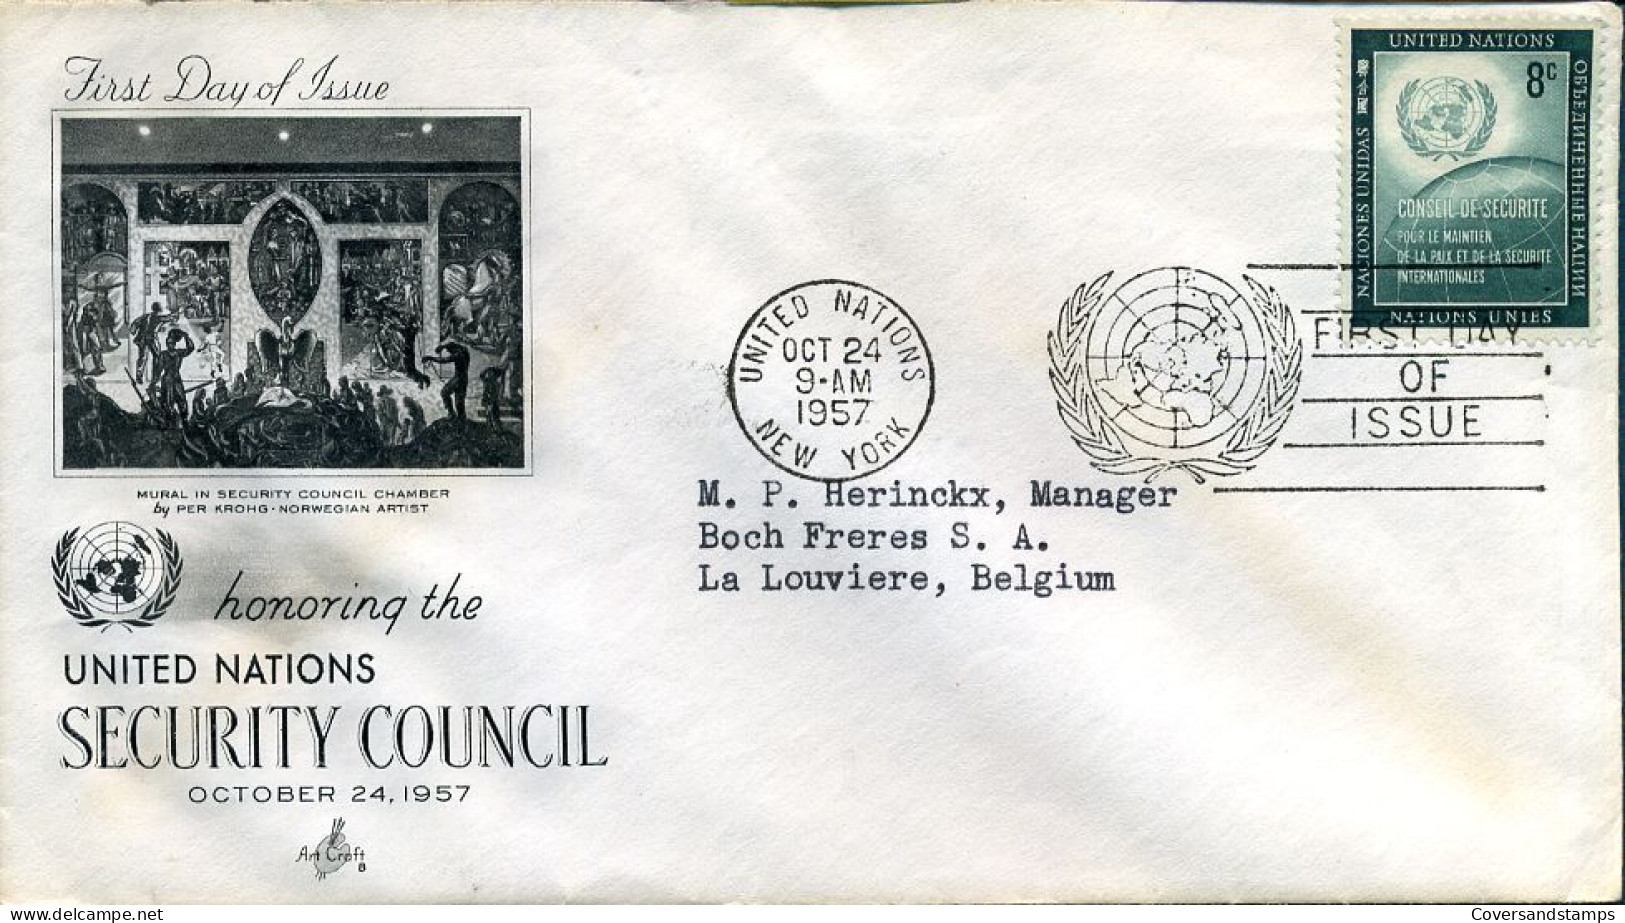 First Day of Issue
MURAL IN SECURITY COUNCIL CHAMBER
by PER KROHG · NORWEGIAN ARTIST
honoring the
UNITED NATIONS
SECURITY COUNCIL
OCTOBER 24, 1957
Art Craft
UNITED NATIONS
OCT 24
9-AM
1957
NEW YORK
FIRST DAY
OF
ISSUE
UNITED NATIONS
8c
NACIONES UNIDAS
ОБЪЕДИНЕННЫЕ НАЦИИ
CONSEIL DE SECURITE
POUR LE MAINTIEN
DE LA PAIX ET DE LA SECURITE
INTERNATIONALES
NATIONS UNIES
M. P. Herinckx, Manager
Boch Freres S. A.
La Louviere, Belgium
Coversandstamps